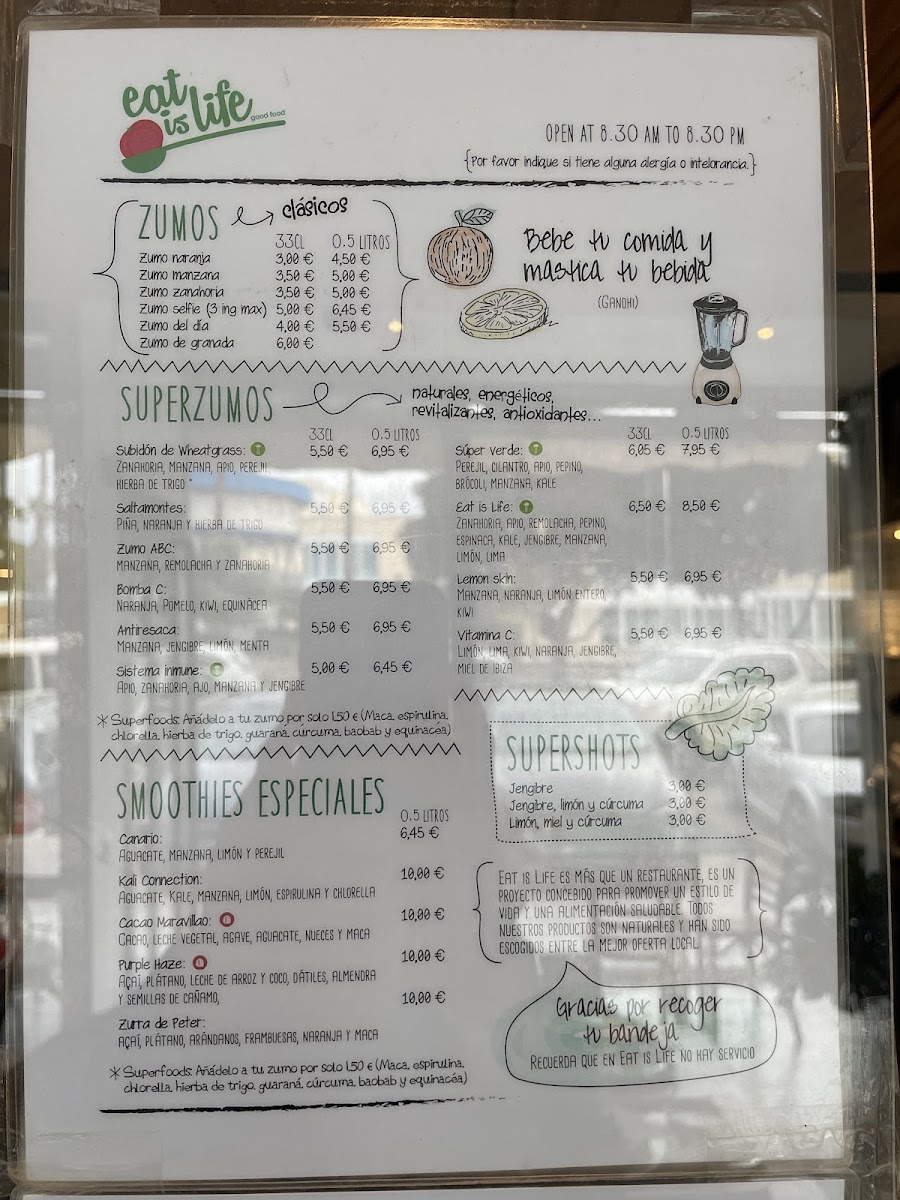 eat is life
good food
OPEN AT 8.30 AM TO 8.30 PM
{Por favor indique si tiene alguna alergía o intelorancia.}
ZUMOS clásicos
33CL 0.5 LITROS
Zumo naranja 3,00 € 4,50 €
Zumo manzana 3,50 € 5,00 €
Zumo zanahoria 3,50 € 5,00 €
Zumo selfie (3 ing max) 5,00 € 6,45 €
Zumo del día 4,00 € 5,50 €
Zumo de granada 6,00 €
Bebe tu comida y
mastica tu bebida
(GANDHI)
SUPERZUMOS
naturales, energéticos,
revitalizantes, antioxidantes...
33CL 0.5 LITROS
Subidón de Wheatgrass: 5,50 € 6,95 €
ZANAHORIA, MANZANA, APIO, PEREJIL,
HIERBA DE TRIGO *
Saltamontes: 5,50 € 6,95 €
PIÑA, NARANJA Y HIERBA DE TRIGO
Zumo ABC: 5,50 € 6,95 €
MANZANA, REMOLACHA Y ZANAHORIA
Bomba C: 5,50 € 6,95 €
NARANJA, POMELO, KIWI, EQUINÁCEA
Antiresaca: 5,50 € 6,95 €
MANZANA, JENGIBRE, LIMÓN, MENTA
Sistema inmune: 5,00 € 6,45 €
APIO, ZANAHORIA, AJO, MANZANA Y JENGIBRE
* Superfoods: Añádelo a tu zumo por solo 1,50 € (Maca, espirulina,
chlorella, hierba de trigo, guarana, cúrcuma, baobab y equinacéa)
33CL 0.5 LITROS
Súper verde: 6,05 € 7,95 €
PEREJIL, CILANTRO, APIO, PEPINO,
BRÓCOLI, MANZANA, KALE
Eat is Life: 6,50 € 8,50 €
ZANAHORIA, APIO, REMOLACHA, PEPINO,
ESPINACA, KALE, JENGIBRE, MANZANA,
LIMÓN, LIMA
Lemon skin: 5,50 € 6,95 €
MANZANA, NARANJA, LIMÓN ENTERO,
KIWI
Vitamina C: 5,50 € 6,95 €
LIMÓN, LIMA, KIWI, NARANJA, JENGIBRE,
MIEL DE IBIZA
SUPERSHOTS
Jengibre 3,00 €
Jengibre, limón y cúrcuma 3,00 €
Limón, miel y cúrcuma 3,00 €
SMOOTHIES ESPECIALES
0.5 LITROS
Canario: 6,45 €
AGUACATE, MANZANA, LIMÓN Y PEREJIL
Kali Connection: 10,00 €
AGUACATE, KALE, MANZANA, LIMÓN, ESPIRULINA Y CHLORELLA
Cacao Maravillao: 10,00 €
CACAO, LECHE VEGETAL, AGAVE, AGUACATE, NUECES Y MACA
Purple Haze: 10,00 €
AÇAÍ, PLÁTANO, LECHE DE ARROZ Y COCO, DÁTILES, ALMENDRA
Y SEMILLAS DE CAÑAMO, 10,00 €
Zurra de Peter:
AÇAÍ, PLÁTANO, ARÁNDANOS, FRAMBUESAS, NARANJA Y MACA
* Superfoods: Añádelo a tu zumo por solo 1,50 € (Maca, espirulina,
chlorella, hierba de trigo, guaraná, cúrcuma, baobab y equinacéa)
EAT IS LIFE ES MÁS QUE UN RESTAURANTE, ES UN
PROYECTO CONCEBIDO PARA PROMOVER UN ESTILO DE
VIDA Y UNA ALIMENTACIÓN SALUDABLE. TODOS
NUESTROS PRODUCTOS SON NATURALES Y HAN SIDO
ESCOGIDOS ENTRE LA MEJOR OFERTA LOCAL
Gracias por recoger
tu bandeja
RECUERDA QUE EN EAT IS LIFE NO HAY SERVICIO